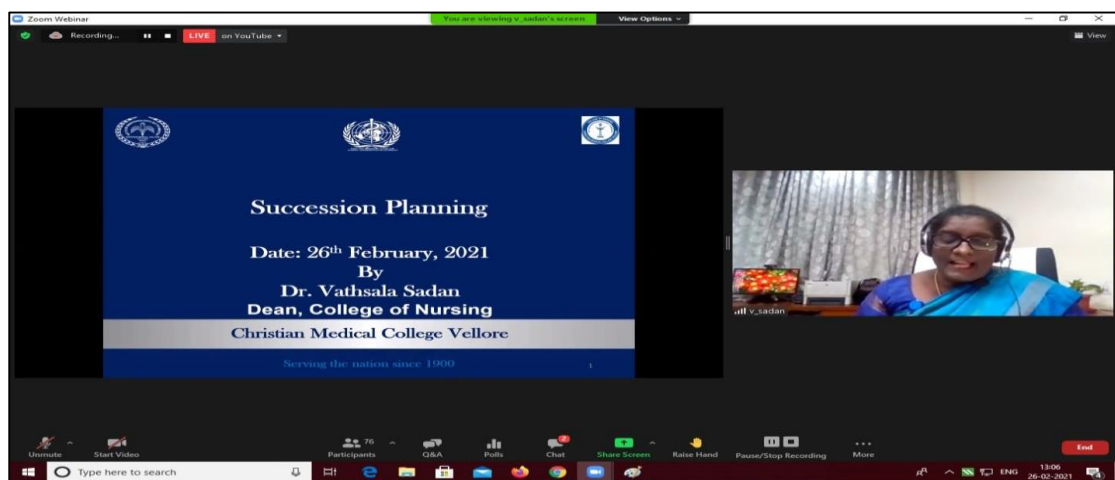 Zoom Webinar
You are viewing v_sadan's screen
View Options
Recording...
LIVE on YouTube
View
Succession Planning
Date: 26th February, 2021
By
Dr. Vathsala Sadan
Dean, College of Nursing
Christian Medical College Vellore
Serving the nation since 1900
1
v_sadan
Unmute
Start Video
Participants
76
Q&A
Polls
Chat
2
Share Screen
Raise Hand
Pause/Stop Recording
More
End
Type here to search
ENG
13:06
26-02-2021
4